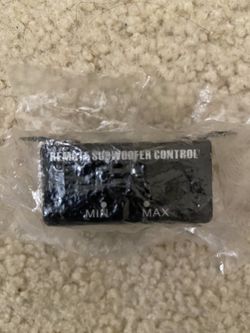 REMOTE SUBWOOFER CONTROL
MIN MAX